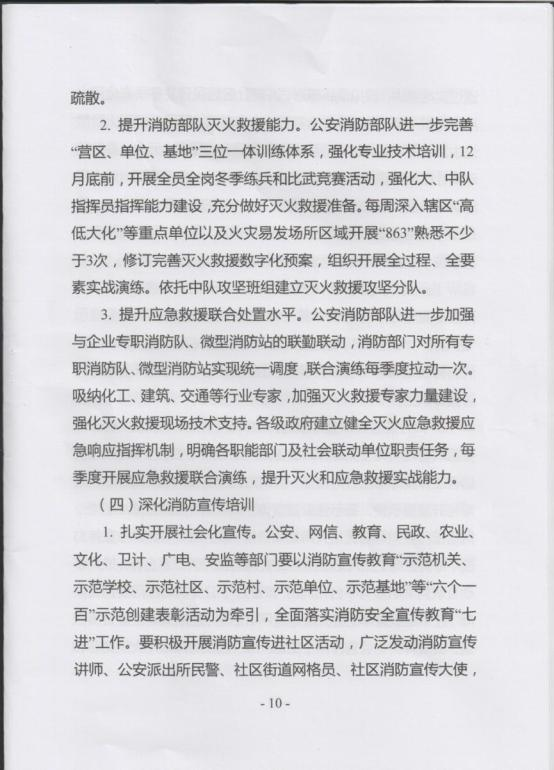 疏散。
2. 提升消防部队灭火救援能力。公安消防部队进一步完善
“营区、单位、基地”三位一体训练体系，强化专业技术培训，12
月底前，开展全员全岗冬季练兵和比武竞赛活动，强化大、中队
指挥员指挥能力建设，充分做好灭火救援准备。每周深入辖区“高
低大化”等重点单位以及火灾易发场所区域开展“863”熟悉不少
于3次，修订完善灭火救援数字化预案，组织开展全过程、全要
素实战演练。依托中队攻坚班组建立灭火救援攻坚分队。
3. 提升应急救援联合处置水平。公安消防部队进一步加强
与企业专职消防队、微型消防站的联勤联动，消防部门对所有专
职消防队、微型消防站实现统一调度，联合演练每季度拉动一次。
吸纳化工、建筑、交通等行业专家，加强灭火救援专家力量建设，
强化灭火救援现场技术支持。各级政府建立健全灭火应急救援应
急响应指挥机制，明确各职能部门及社会联动单位职责任务，每
季度开展应急救援联合演练，提升灭火和应急救援实战能力。
（四）深化消防宣传培训
1. 扎实开展社会化宣传。公安、网信、教育、民政、农业、
文化、卫计、广电、安监等部门要以消防宣传教育“示范机关、
示范学校、示范社区、示范村、示范单位、示范基地”等“六个一
百”示范创建表彰活动为牵引，全面落实消防安全宣传教育“七
进”工作。要积极开展消防宣传进社区活动，广泛发动消防宣传
讲师、公安派出所民警、社区街道网格员、社区消防宣传大使，
- 10 -